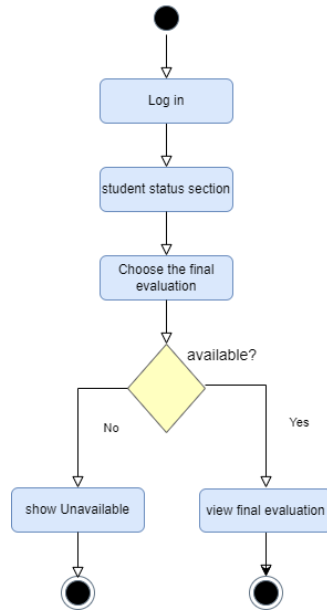 Log in
student status section
Choose the final
evaluation
available?
No
Yes
show Unavailable
view final evaluation